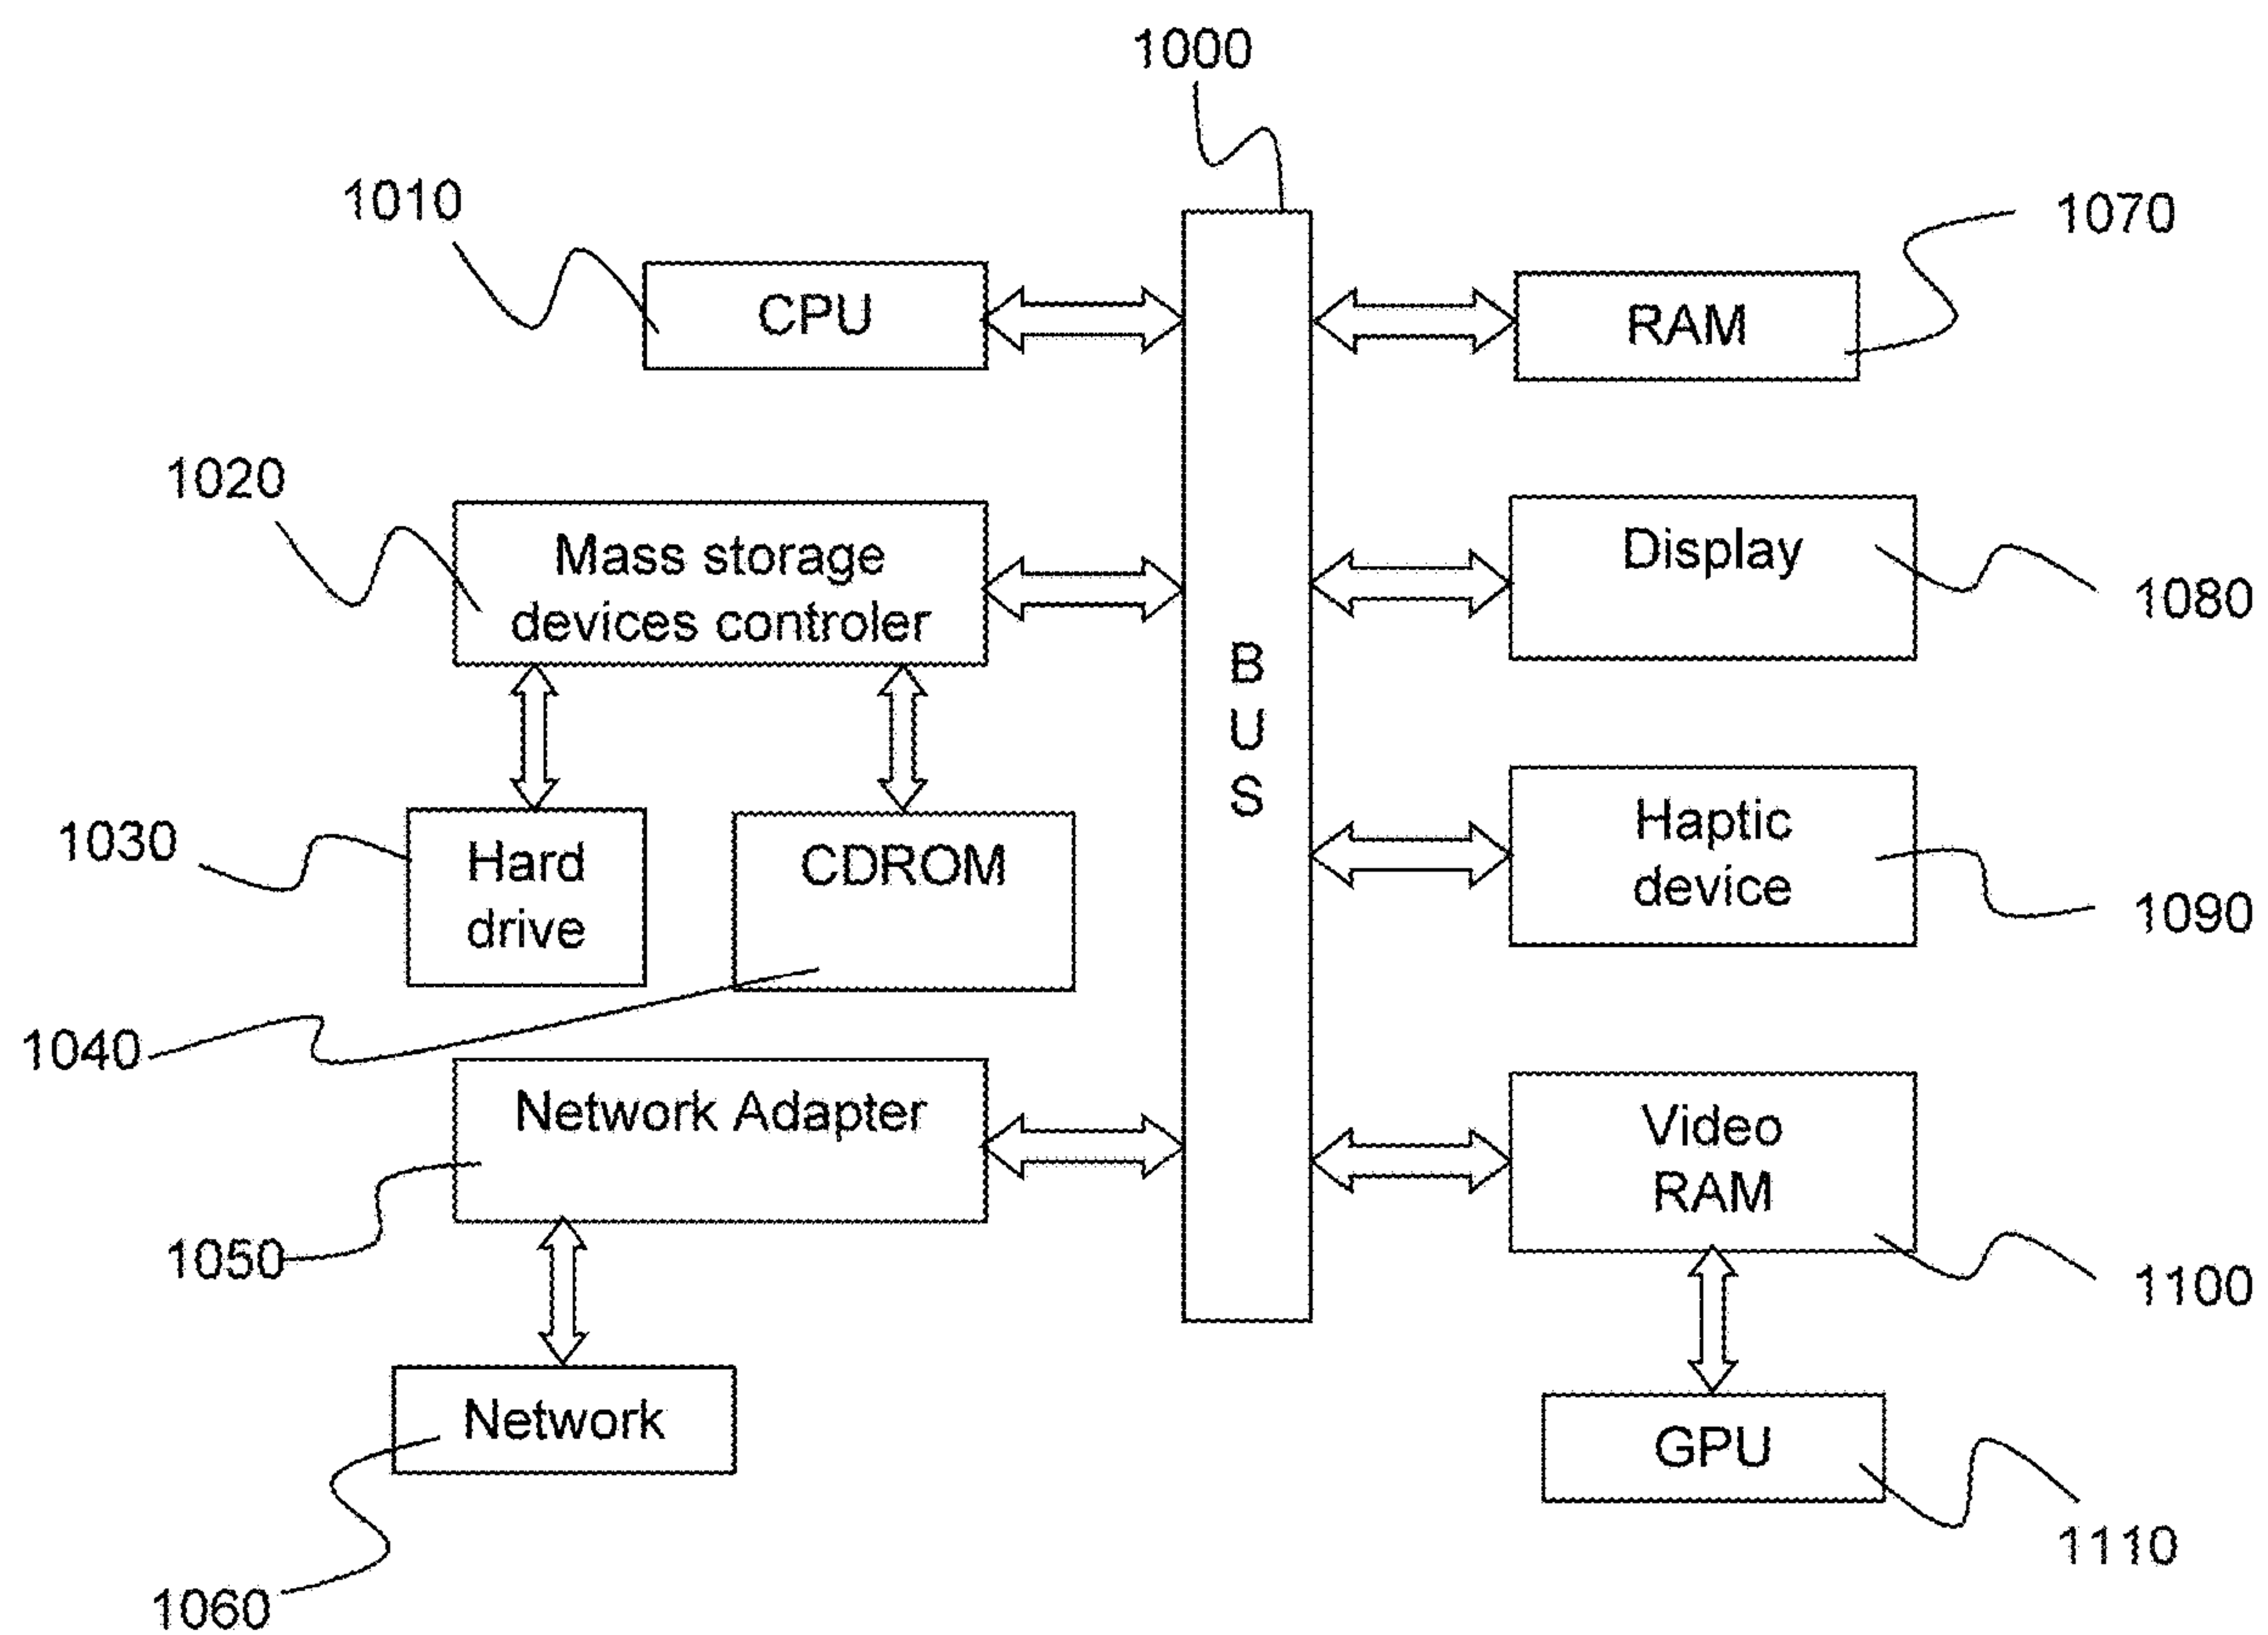 1000
1010
CPU
1070
RAM
1020
Mass storage
devices controler
Display
1080
B
U
S
1030
Hard
drive
CDROM
Haptic
device
1090
1040
Network Adapter
1050
Video
RAM
1100
Network
1060
GPU
1110